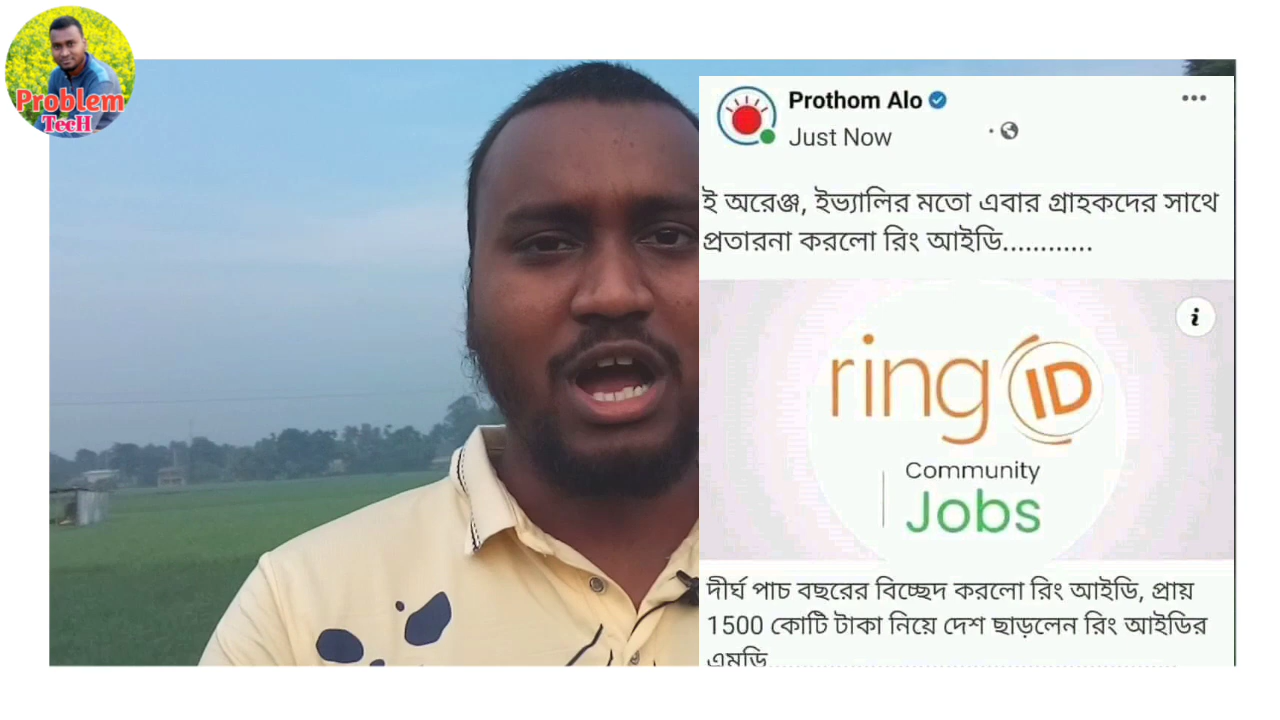 Problem
TecH
Prothom Alo
Just Now
ই অরেঞ্জ, ইভ্যালির মতো এবার গ্রাহকদের সাথে
প্রতারনা করলো রিং আইডি............
ring ID
Community
Jobs
দীর্ঘ পাচ বছরের বিচ্ছেদ করলো রিং আইডি, প্রায়
1500 কোটি টাকা নিয়ে দেশ ছাড়লেন রিং আইডির
এমডি